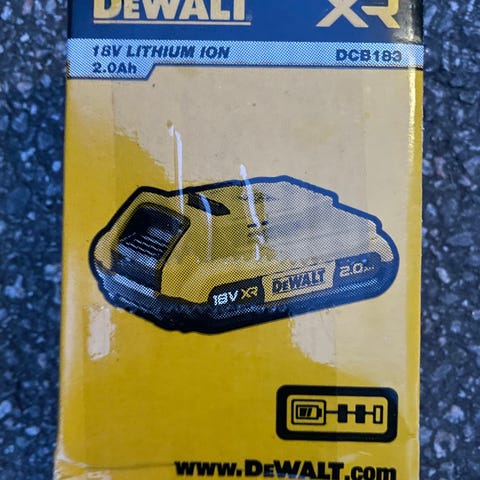 DEWALT XR
18V LITHIUM ION
2.0Ah
DCB183
18V XR DEWALT 2.0Ah
www.DEWALT.com